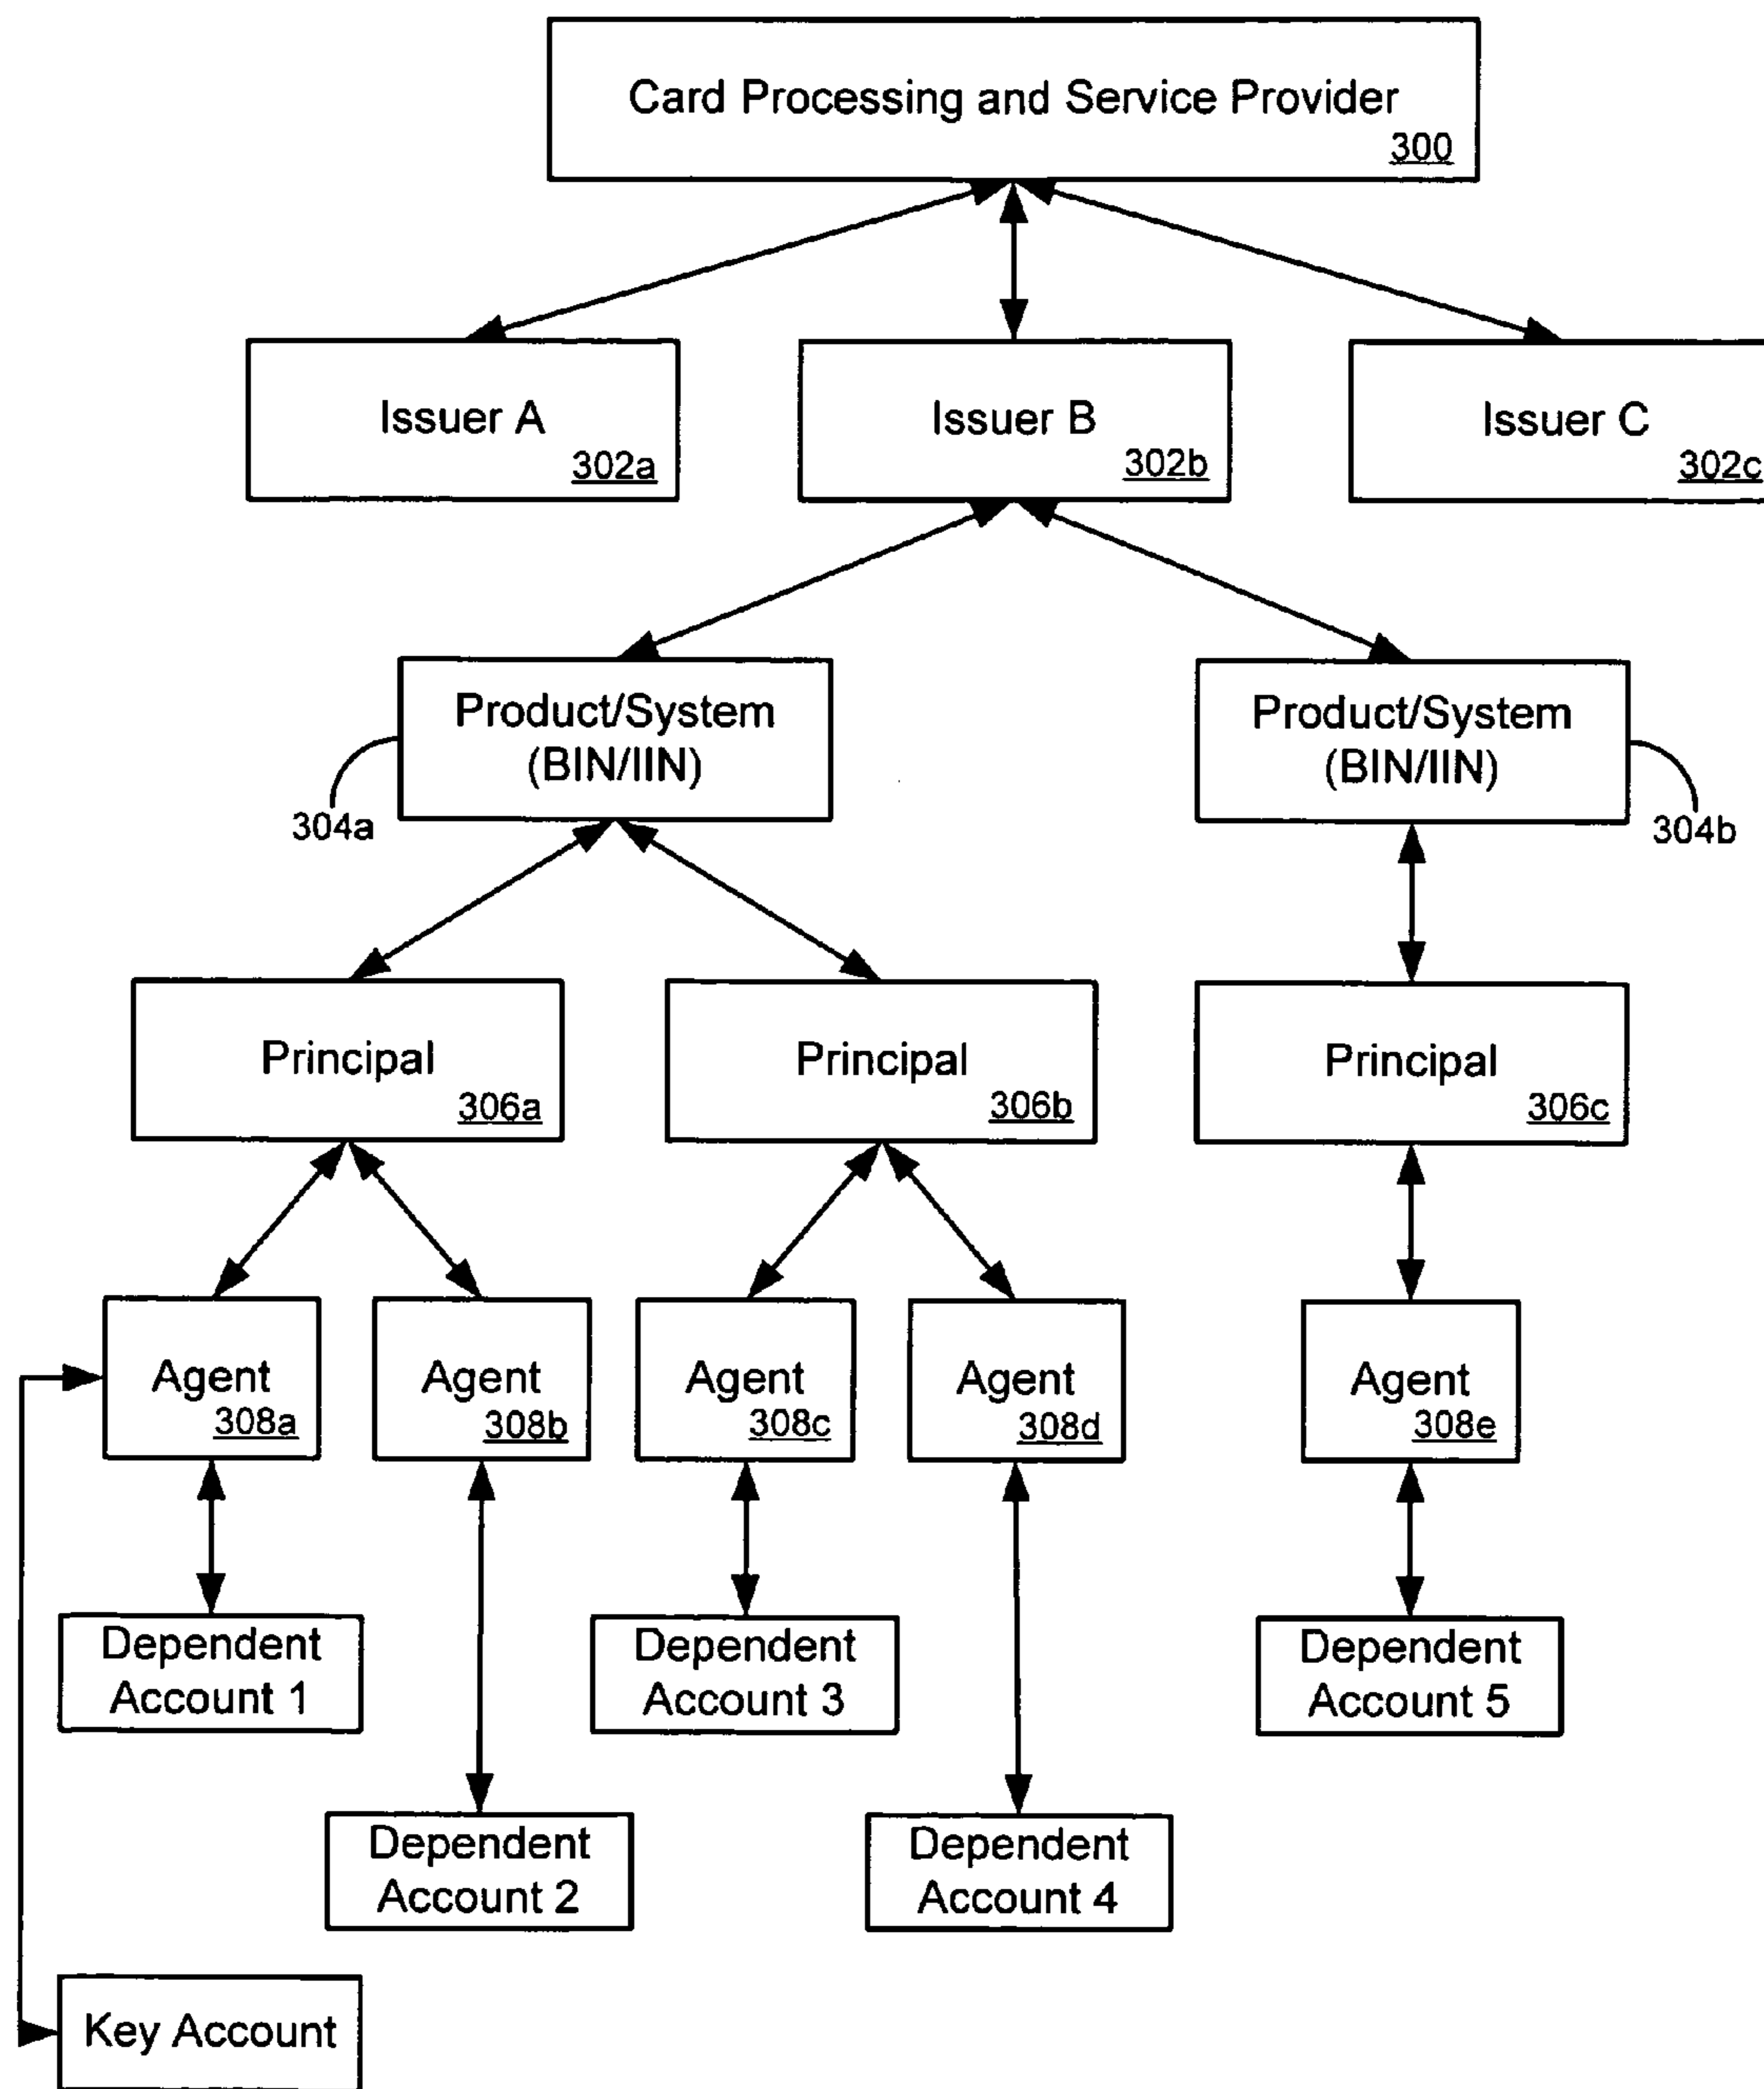 Card Processing and Service Provider
300
Issuer A
302a
Issuer B
302b
Issuer C
302c
Product/System
(BIN/IIN)
304a
Product/System
(BIN/IIN)
304b
Principal
306a
Principal
306b
Principal
306c
Agent
308a
Agent
308b
Agent
308c
Agent
308d
Agent
308e
Dependent
Account 1
Dependent
Account 3
Dependent
Account 5
Dependent
Account 2
Dependent
Account 4
Key Account